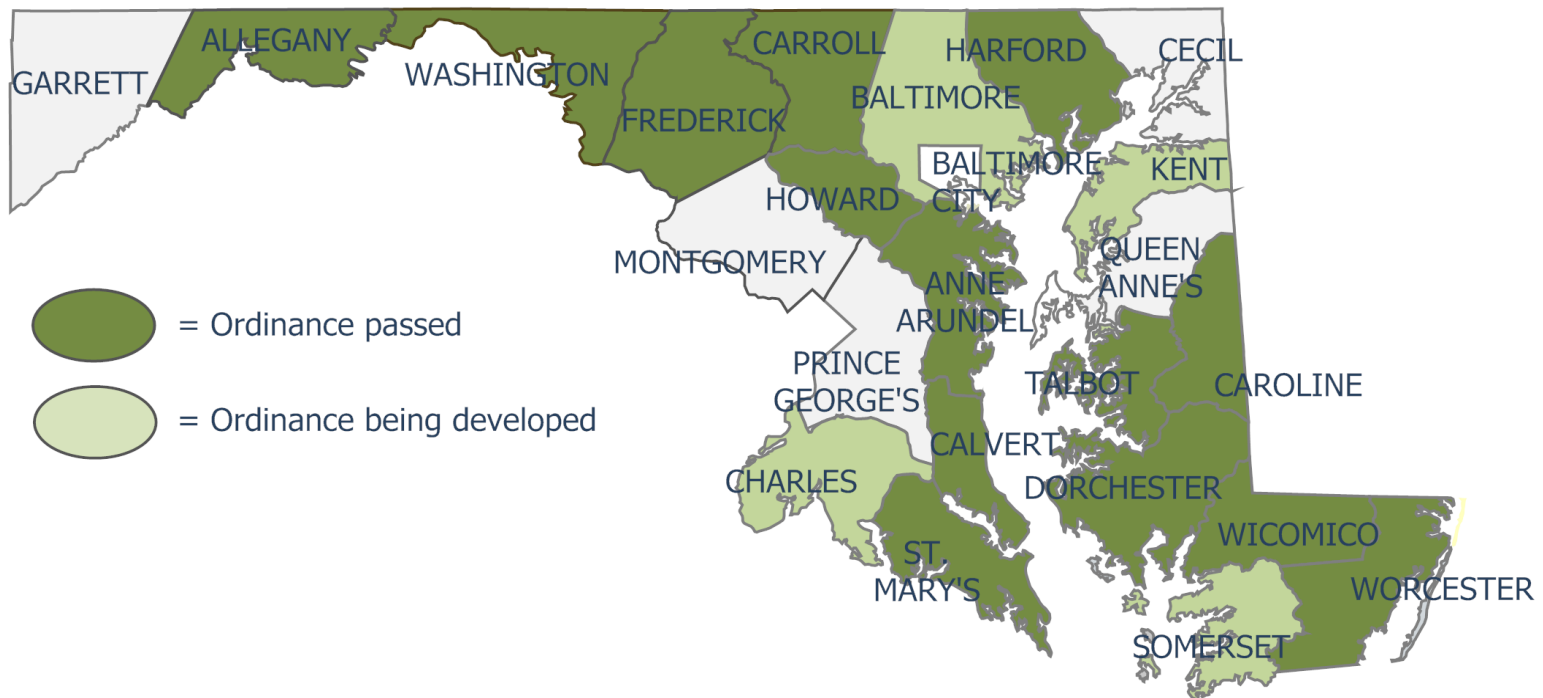 ALLEGANY
CARROLL
HARFORD
CECIL
GARRETT
WASHINGTON
BALTIMORE
FREDERICK
BALTIMORE
CITY
KENT
HOWARD
MONTGOMERY
QUEEN
ANNE'S
ANNE
ARUNDEL
= Ordinance passed
PRINCE
GEORGE'S
TALBOT
CAROLINE
= Ordinance being developed
CALVERT
CHARLES
DORCHESTER
WICOMICO
ST.
MARY'S
WORCESTER
SOMERSET